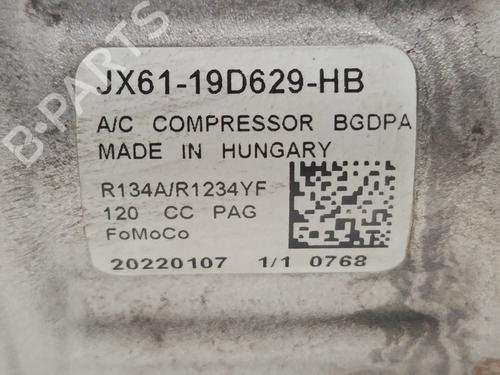 JX61-19D629-HB
A/C COMPRESSOR BGDPA
MADE IN HUNGARY
R134A/R1234YF
120 CC PAG
FoMoCo
20220107 1/1 0768
B-PARTS